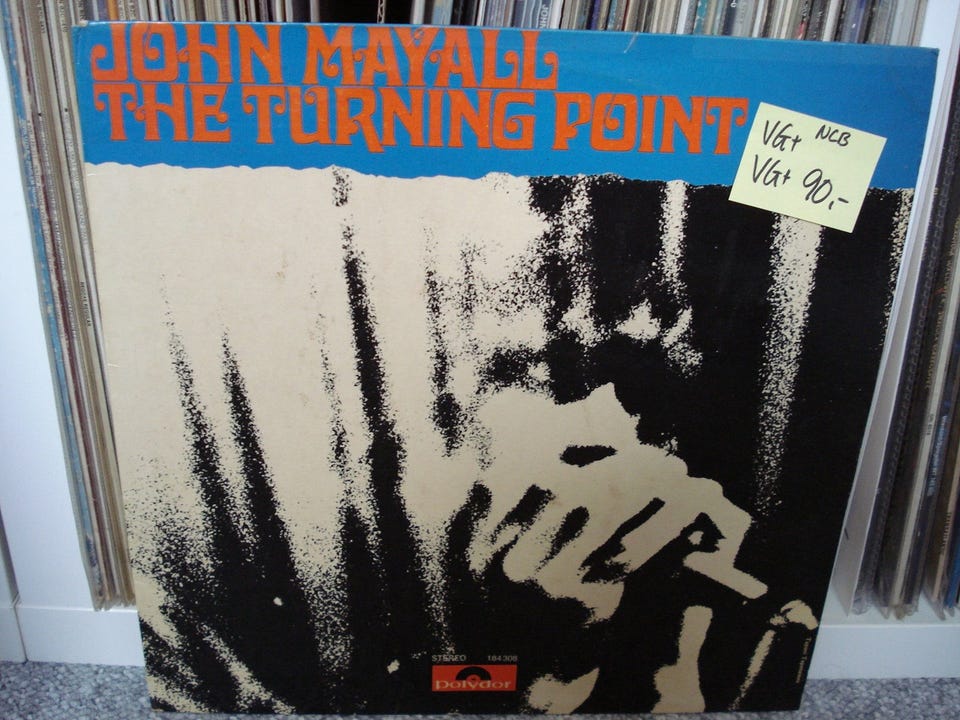 JOHN MAYALL
THE TURNING POINT
VG+ NCB
VG+ 90,-
STEREO 184 308
polydor